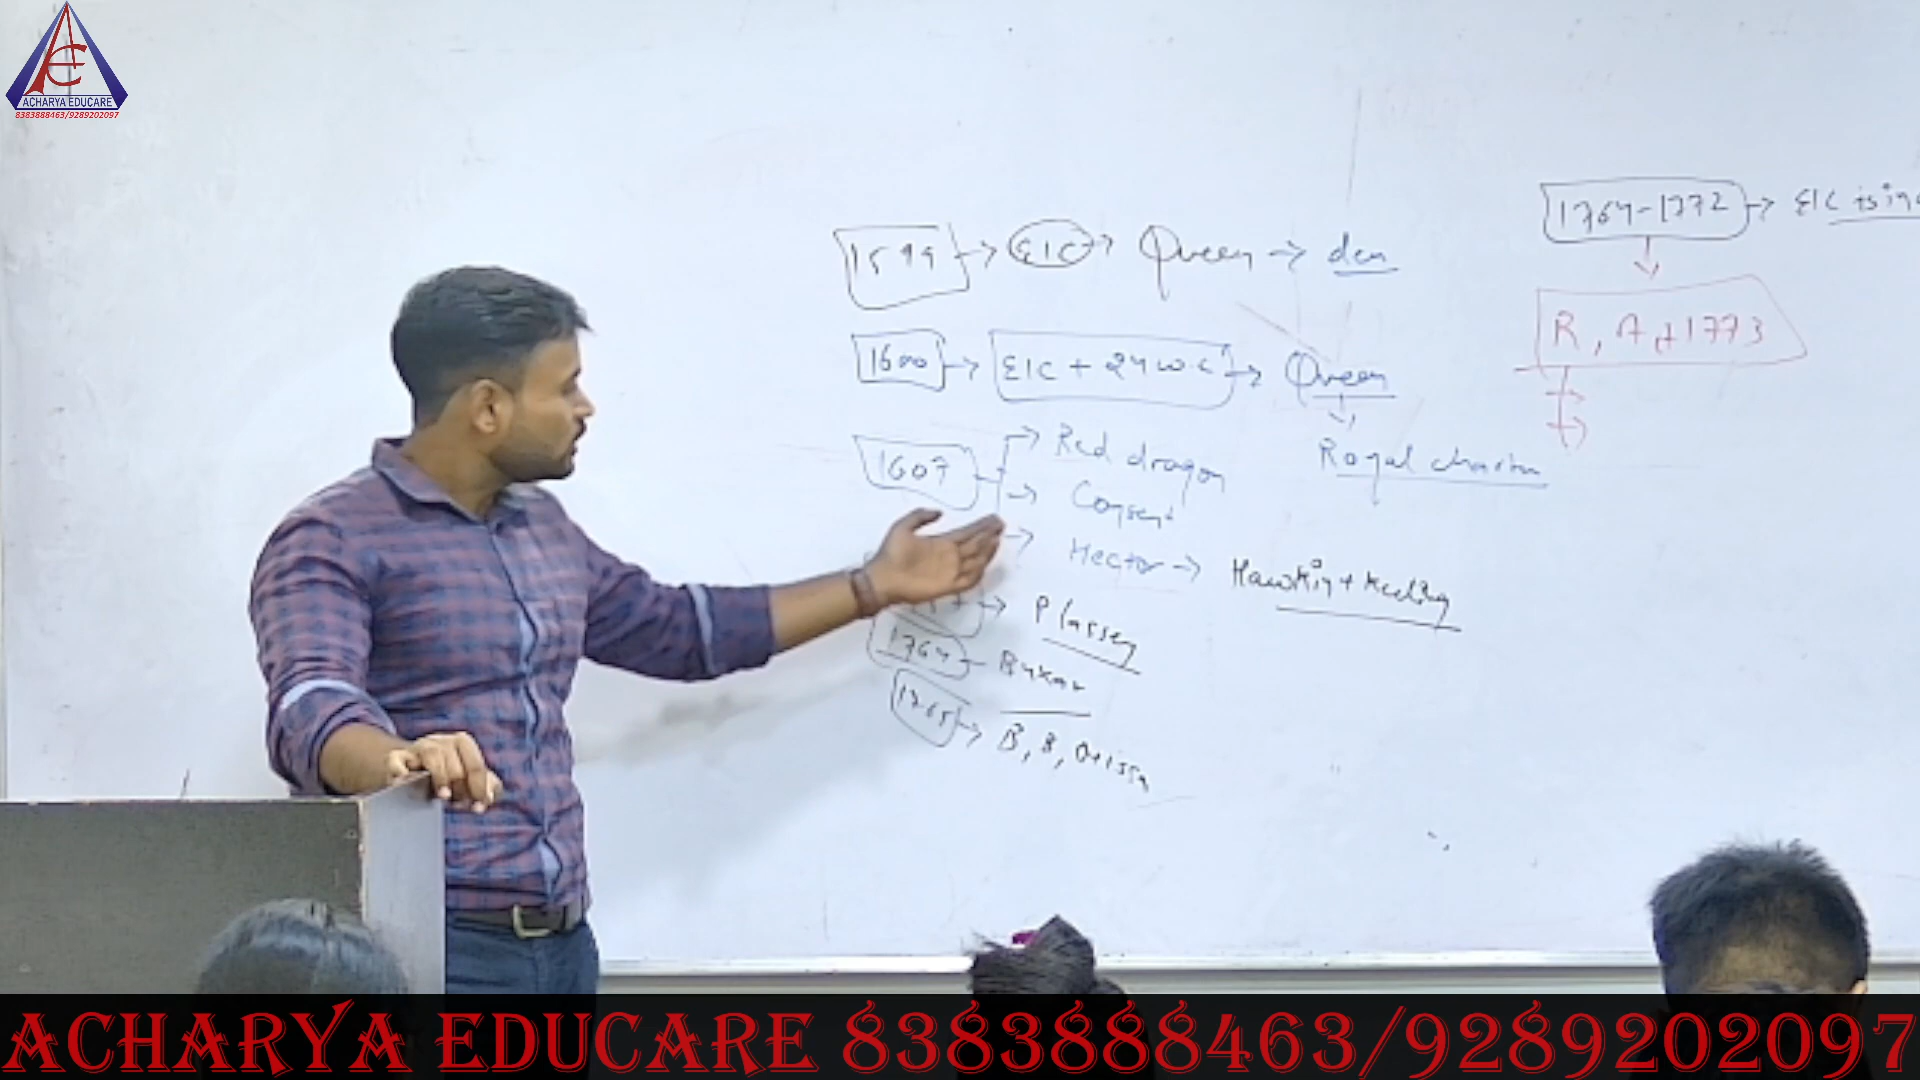 ACHARYA EDUCARE
8383888463/9289202097
1599 → EIC → Queen → den
1600 → EIC + 24 W.C → Queen
Royal charter
1607 → Red dragon
→ Consent
→ Hector → Hawkin + Keeling
→ Plassey
1764 - Buxar
1765 → B, B, Orissa
1764-1772 → EIC
R, A, + 1773
ACHARYA EDUCARE 8383888463/9289202097